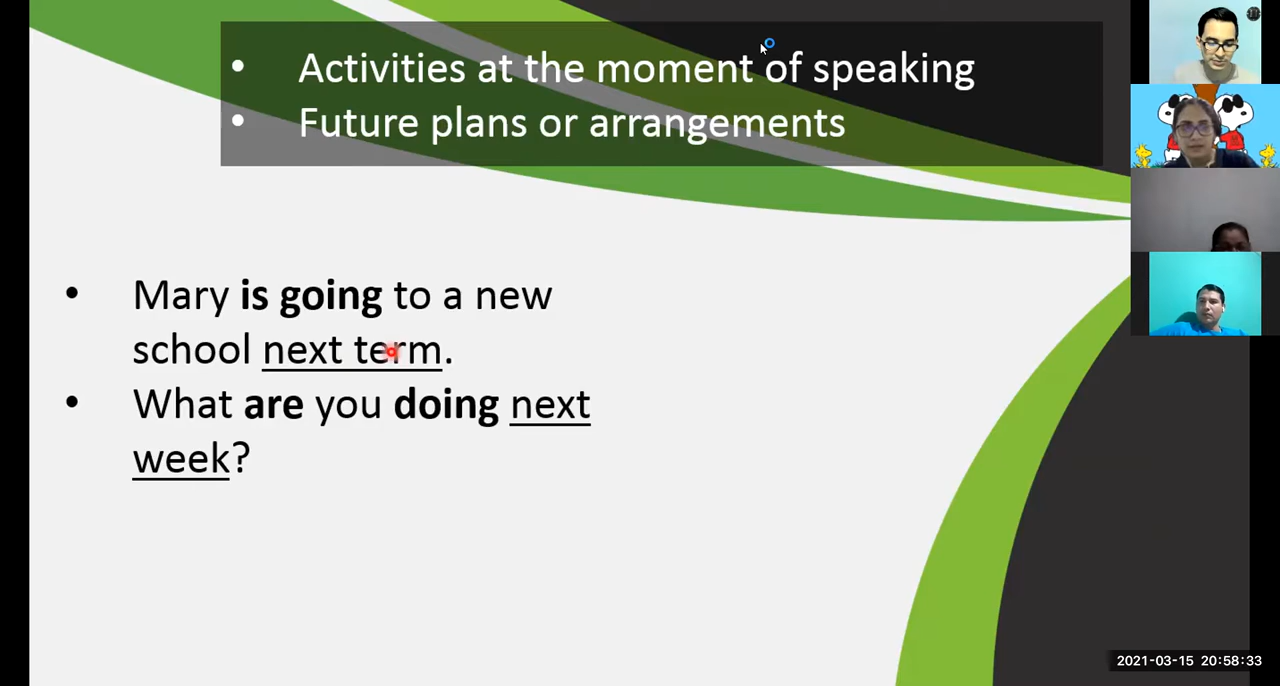 • Activities at the moment of speaking
• Future plans or arrangements
• Mary is going to a new
school next term.
• What are you doing next
week?
2021-03-15 20:58:33